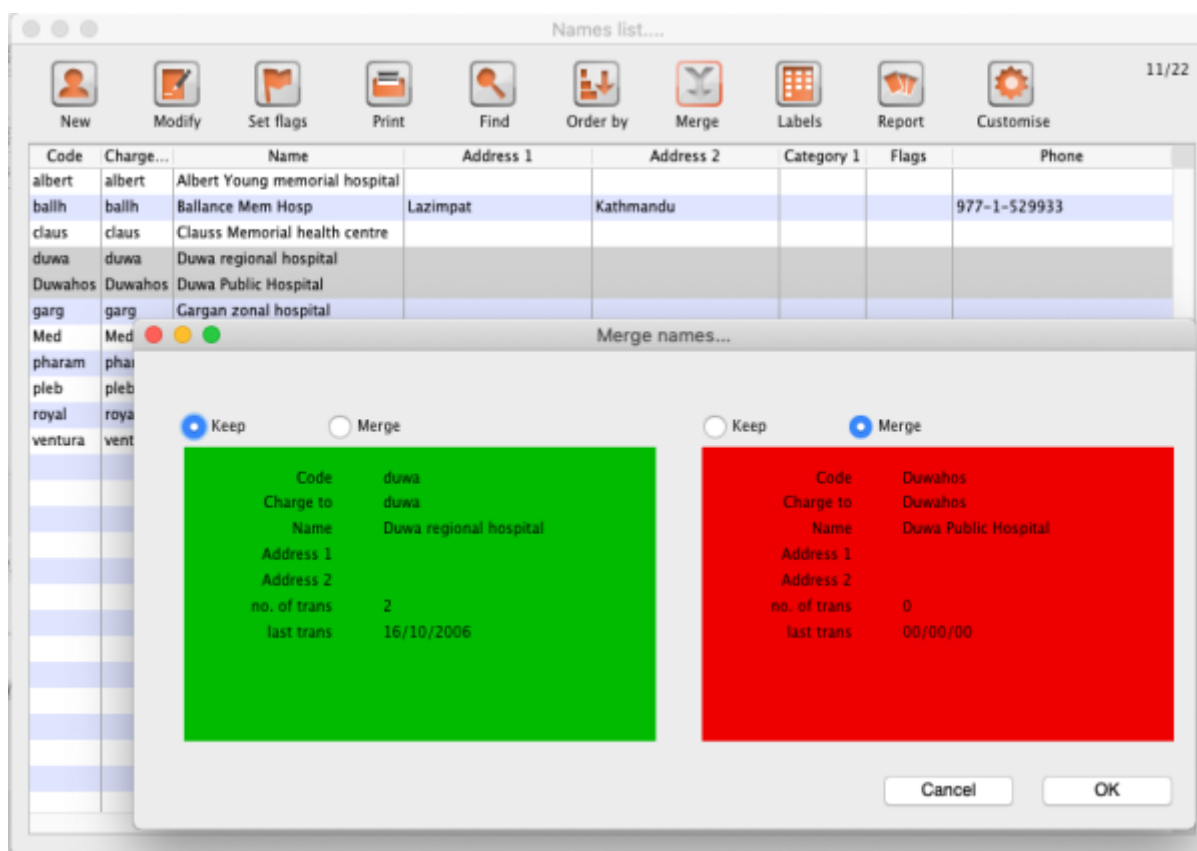 Names list....
11/22
New Modify Set flags Print Find Order by Merge Labels Report Customise
Code Charge... Name Address 1 Address 2 Category 1 Flags Phone
albert albert Albert Young memorial hospital
ballh ballh Ballance Mem Hosp Lazimpat Kathmandu 977-1-529933
claus claus Clauss Memorial health centre
duwa duwa Duwa regional hospital
Duwahos Duwahos Duwa Public Hospital
garg garg Gargan zonal hospital
Med Med
pharam phar
pleb pleb
royal roya
ventura vent
Merge names...
Keep Merge
Code duwa
Charge to duwa
Name Duwa regional hospital
Address 1
Address 2
no. of trans 2
last trans 16/10/2006
Keep Merge
Code Duwahos
Charge to Duwahos
Name Duwa Public Hospital
Address 1
Address 2
no. of trans 0
last trans 00/00/00
Cancel OK